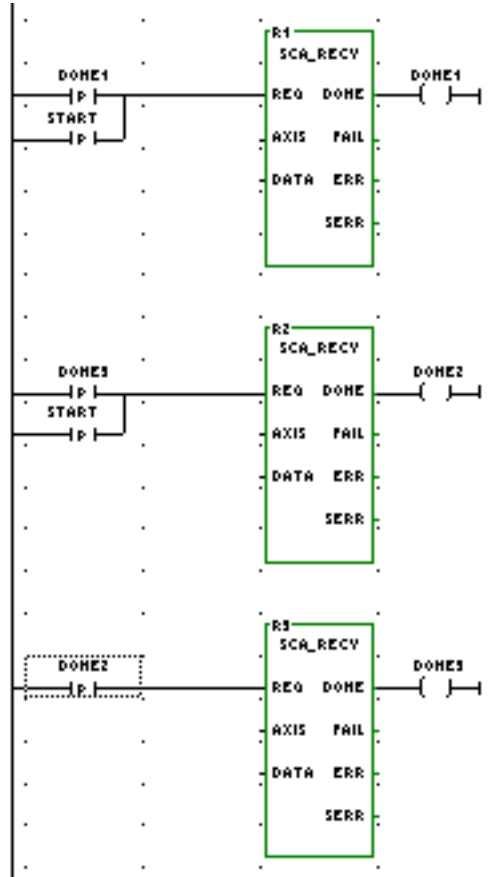 R1
SCA_RECV
DONE1
REQ DONE
DONE1
START
P
P
AXIS FAIL
DATA ERR
SERR
R2
SCA_RECV
DONE3
REQ DONE
DONE2
START
P
P
AXIS FAIL
DATA ERR
SERR
R3
SCA_RECV
DONE2
REQ DONE
DONE3
P
AXIS FAIL
DATA ERR
SERR